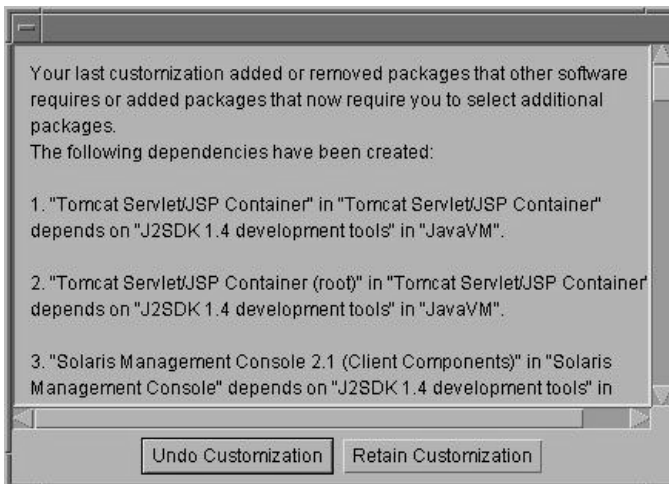 Your last customization added or removed packages that other software
requires or added packages that now require you to select additional
packages.
The following dependencies have been created:
1. "Tomcat Servlet/JSP Container" in "Tomcat Servlet/JSP Container"
depends on "J2SDK 1.4 development tools" in "JavaVM".
2. "Tomcat Servlet/JSP Container (root)" in "Tomcat Servlet/JSP Container"
depends on "J2SDK 1.4 development tools" in "JavaVM".
3. "Solaris Management Console 2.1 (Client Components)" in "Solaris
Management Console" depends on "J2SDK 1.4 development tools" in
Undo Customization
Retain Customization